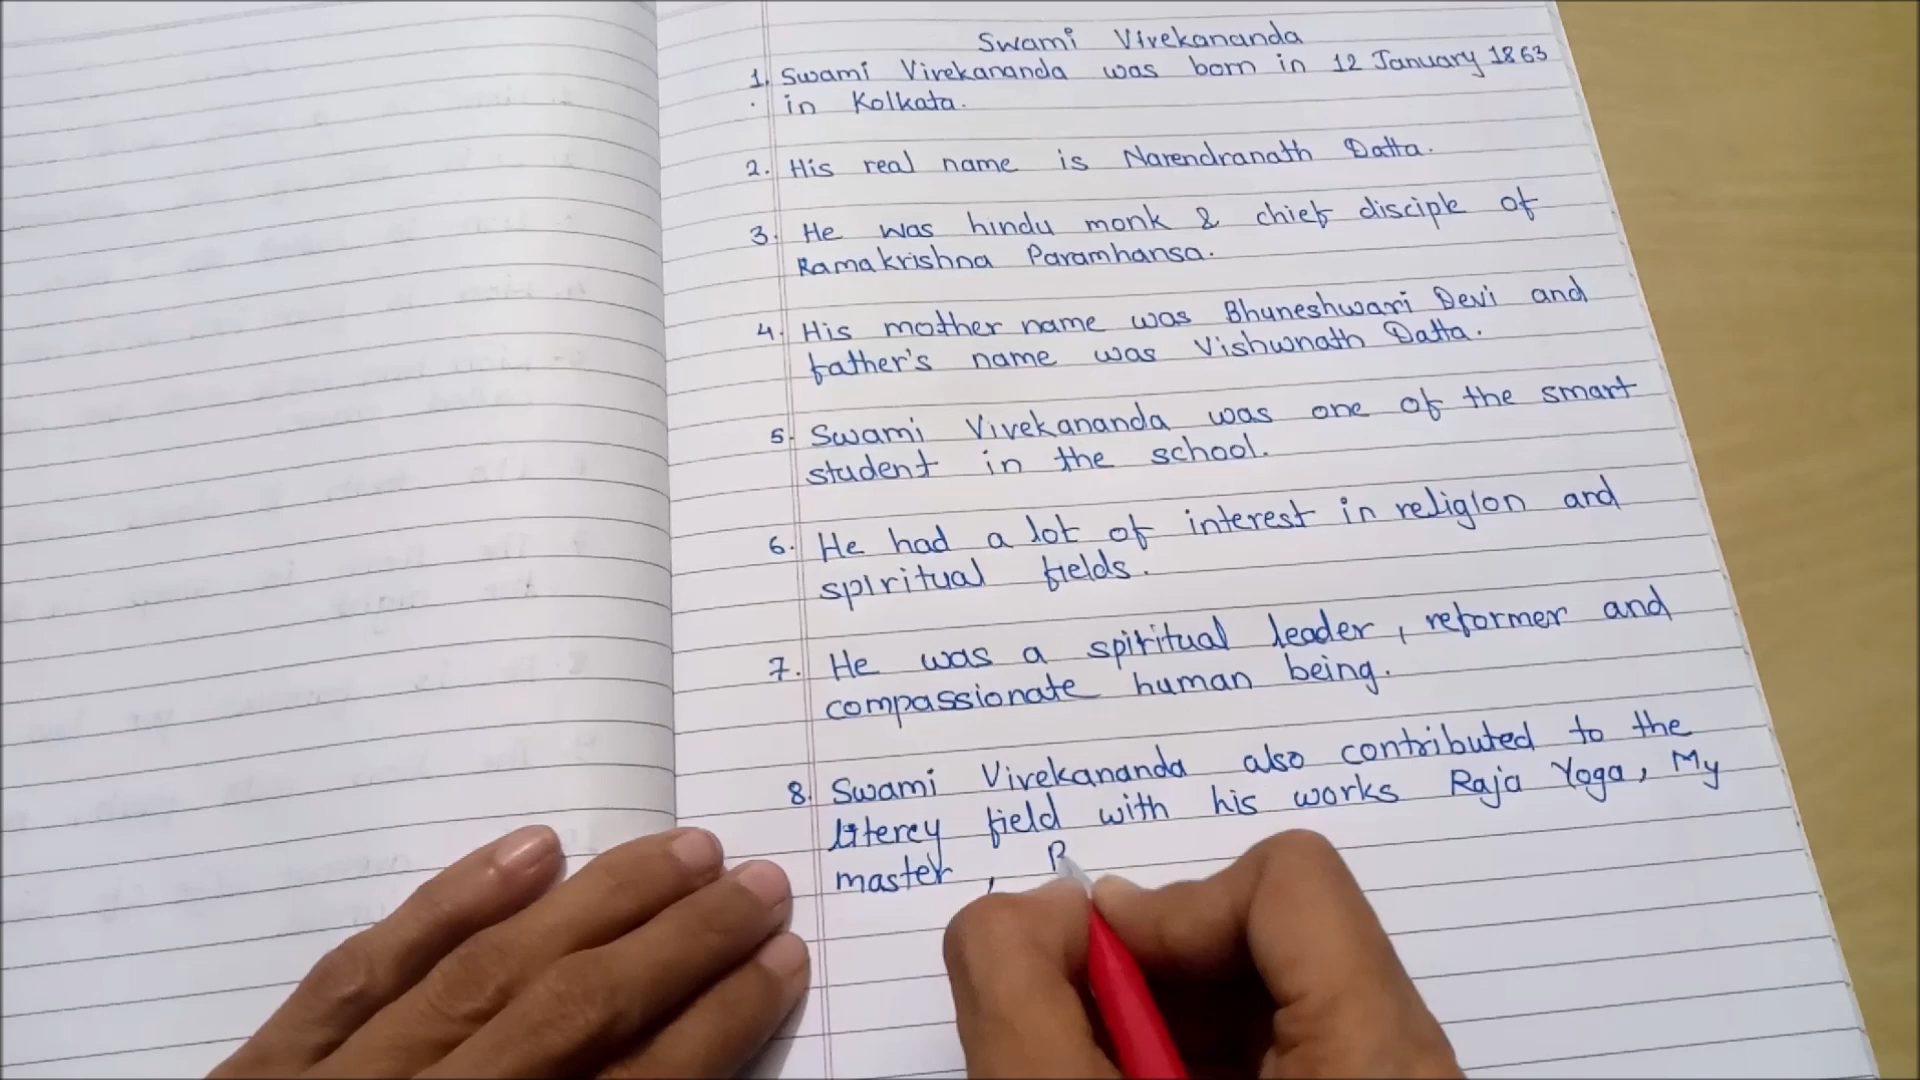 Swami Vivekananda
1. Swami Vivekananda was born in 12 January 1863
in Kolkata.
2. His real name is Narendranath Datta.
3. He was hindu monk & chief disciple of
Ramakrishna Paramhansa.
4. His mother name was Bhuneshwari Devi and
father's name was Vishwnath Datta.
5. Swami Vivekananda was one of the smart
student in the school.
6. He had a lot of interest in religion and
spiritual fields.
7. He was a spiritual leader, reformer and
compassionate human being.
8. Swami Vivekananda also contributed to the
litercy field with his works Raja Yoga, My
master,